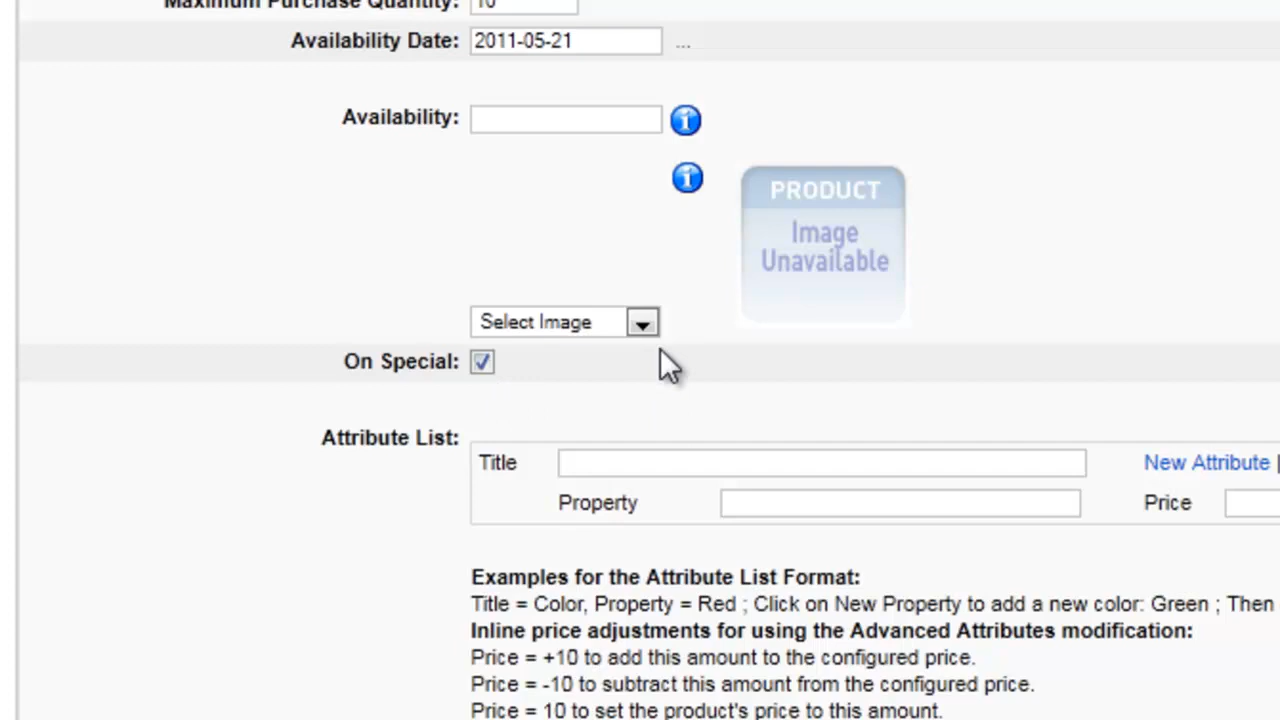 Maximum Purchase Quantity: 10
Availability Date: 2011-05-21 ...
Availability:
PRODUCT
Image
Unavailable
Select Image
On Special:
Attribute List:
Title New Attribute |
Property Price
Examples for the Attribute List Format:
Title = Color, Property = Red ; Click on New Property to add a new color: Green ; Then
Inline price adjustments for using the Advanced Attributes modification:
Price = +10 to add this amount to the configured price.
Price = -10 to subtract this amount from the configured price.
Price = 10 to set the product's price to this amount.